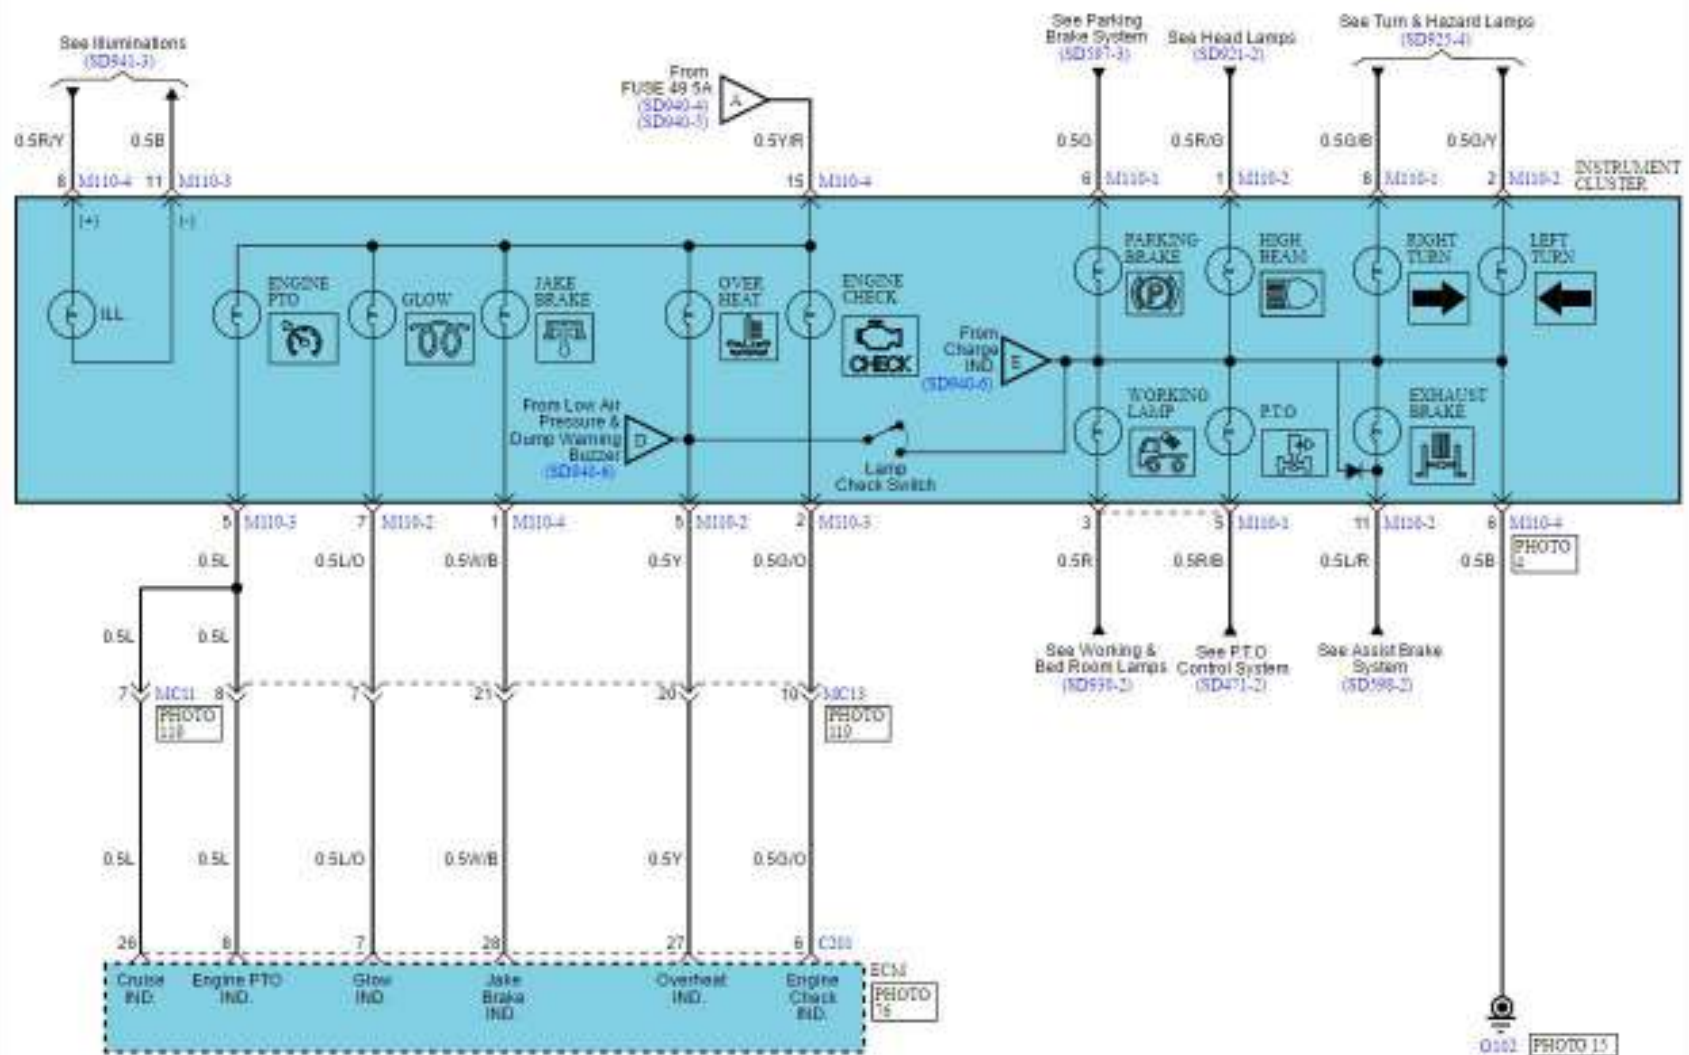 See Illuminations
(SD941-3)
From
FUSE 49 5A
(SD940-4)
(SD940-5)
A
See Parking
Brake System
(SD587-3)
See Head Lamps
(SD921-2)
See Turn & Hazard Lamps
(SD925-4)
0.5R/Y
0.5B
0.5Y/R
0.5G
0.5R/G
0.5G/B
0.5G/Y
8 M110-4
11 M110-3
15 M110-4
6 M110-1
1 M110-2
8 M110-1
2 M110-2
INSTRUMENT
CLUSTER
(+)
(-)
ILL.
ENGINE
PTO
GLOW
JAKE
BRAKE
OVER
HEAT
ENGINE
CHECK
CHECK
PARKING
BRAKE
P
HIGH
BEAM
RIGHT
TURN
LEFT
TURN
From
Charge
IND.
(SD940-6)
E
From Low Air
Pressure &
Dump Warning
Buzzer
(SD940-6)
D
Lamp
Check Switch
WORKING
LAMP
P.T.O
EXHAUST
BRAKE
5 M110-3
7 M110-2
1 M110-4
5 M110-2
2 M110-3
3
5 M110-1
11 M110-2
6 M110-4
PHOTO
4
0.5L
0.5L/O
0.5W/B
0.5Y
0.5G/O
0.5R
0.5R/B
0.5L/R
0.5B
0.5L
0.5L
See Working &
Bed Room Lamps
(SD930-2)
See P.T.O
Control System
(SD471-2)
See Assist Brake
System
(SD598-2)
7 MC11
8
7
21
20
10 MC13
PHOTO
118
PHOTO
119
0.5L
0.5L
0.5L/O
0.5W/B
0.5Y
0.5G/O
26
8
7
28
27
6 C201
Cruise
IND.
Engine PTO
IND.
Glow
IND.
Jake
Brake
IND.
Overheat
IND.
Engine
Check
IND.
ECM
PHOTO
76
G102
PHOTO 15